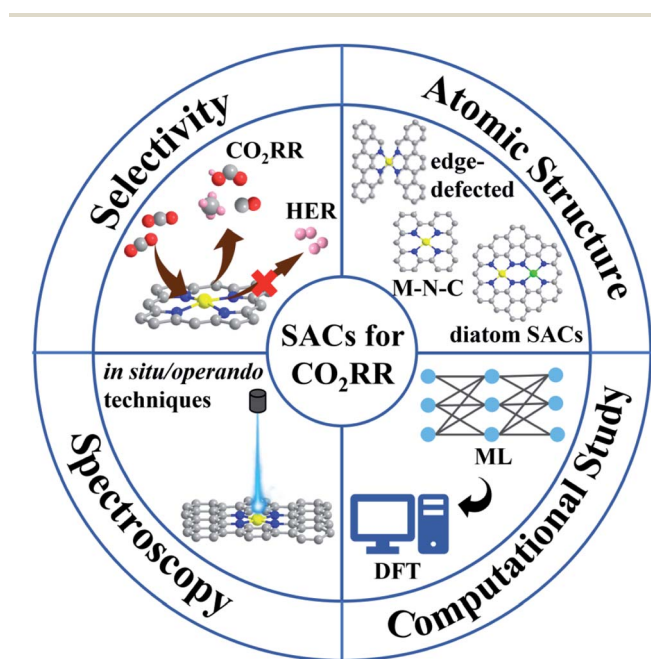 Selectivity
CO₂RR
HER
Atomic Structure
edge-
defected
M-N-C
diatom SACs
SACs for
CO₂RR
in situ/operando
techniques
Spectroscopy
ML
DFT
Computational Study